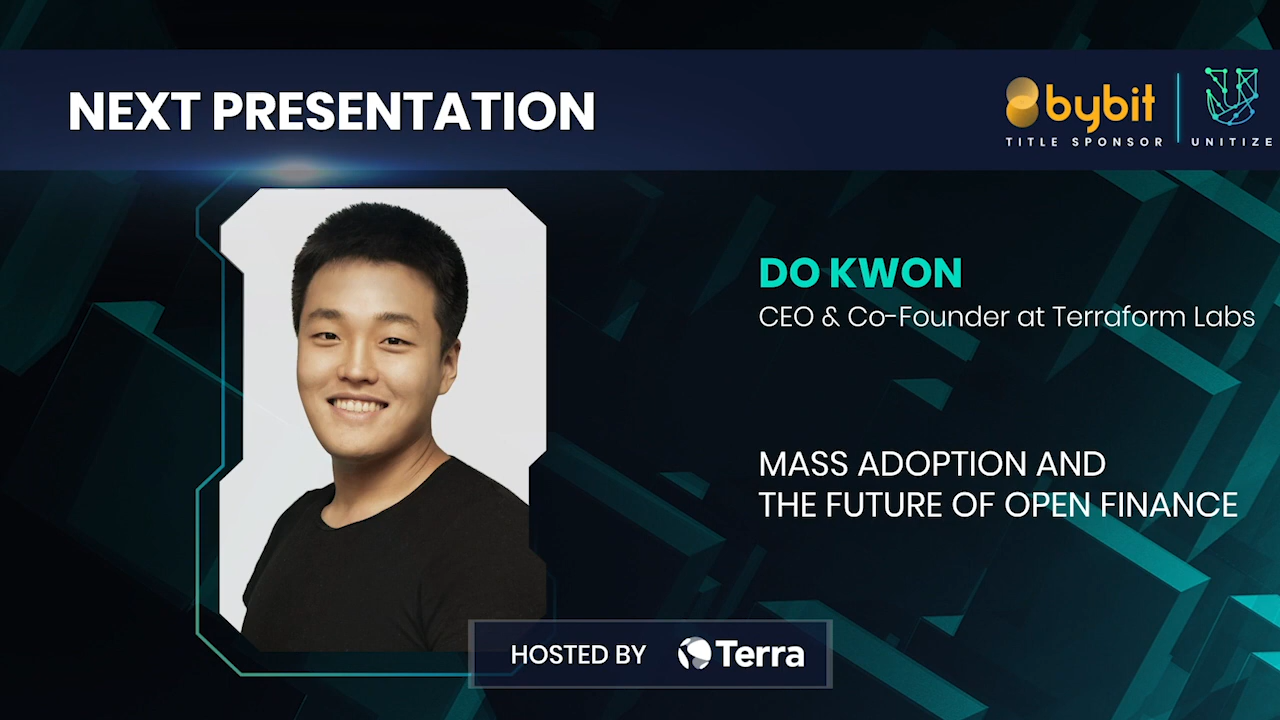 NEXT PRESENTATION
bybit
TITLE SPONSOR
UNITIZE
DO KWON
CEO & Co-Founder at Terraform Labs
MASS ADOPTION AND
THE FUTURE OF OPEN FINANCE
HOSTED BY Terra